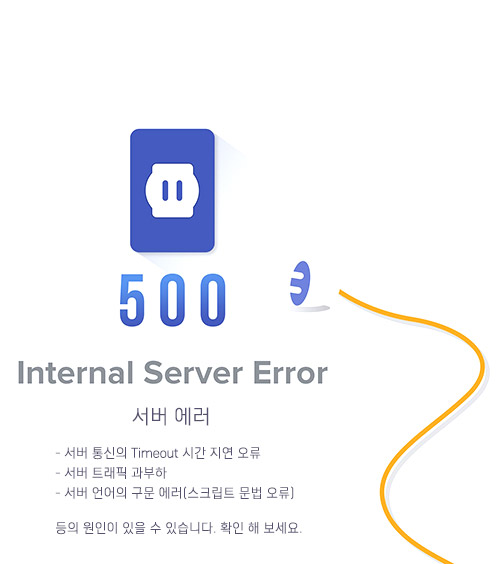 500
Internal Server Error
서버 에러
- 서버 통신의 Timeout 시간 지연 오류
- 서버 트래픽 과부하
- 서버 언어의 구문 에러(스크립트 문법 오류)
등의 원인이 있을 수 있습니다. 확인 해 보세요.